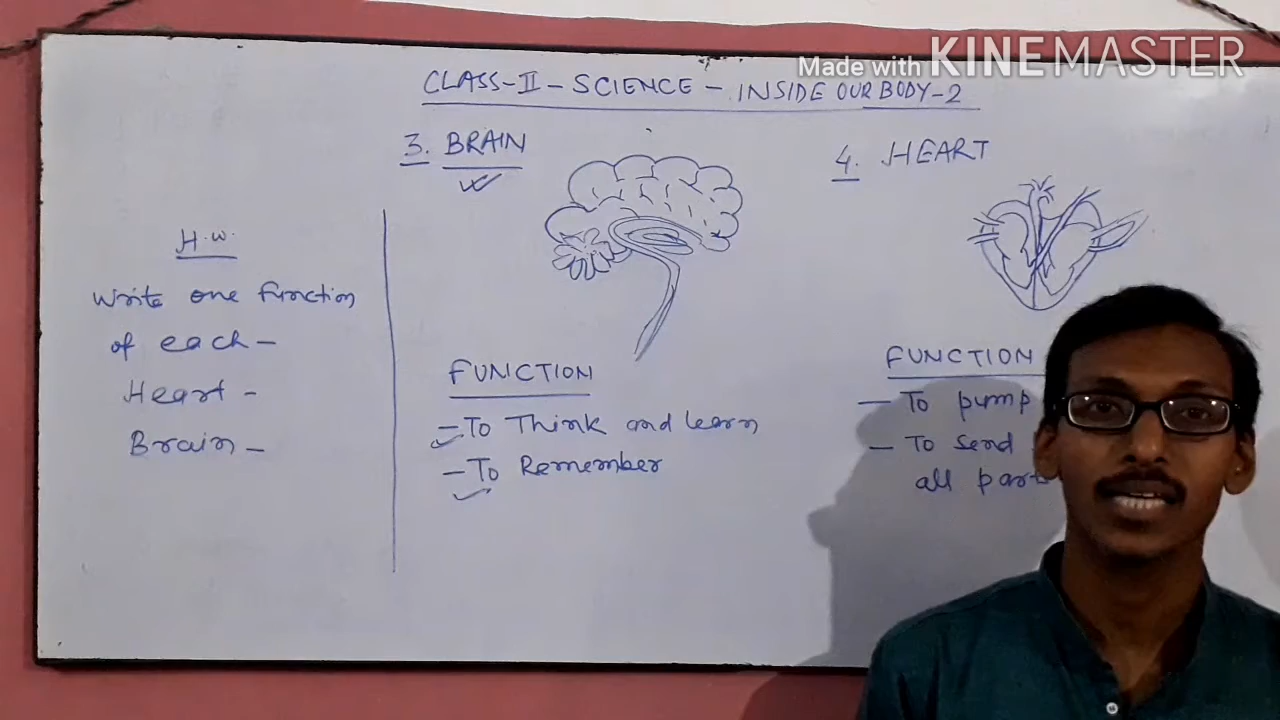 Made with KINEMASTER
CLASS-II - SCIENCE - INSIDE OUR BODY-2
3. BRAIN
4. HEART
H.W.
Write one function
of each -
Heart -
Brain -
FUNCTION
- To Think and learn
- To Remember
FUNCTION
- To pump
- To send
all parts